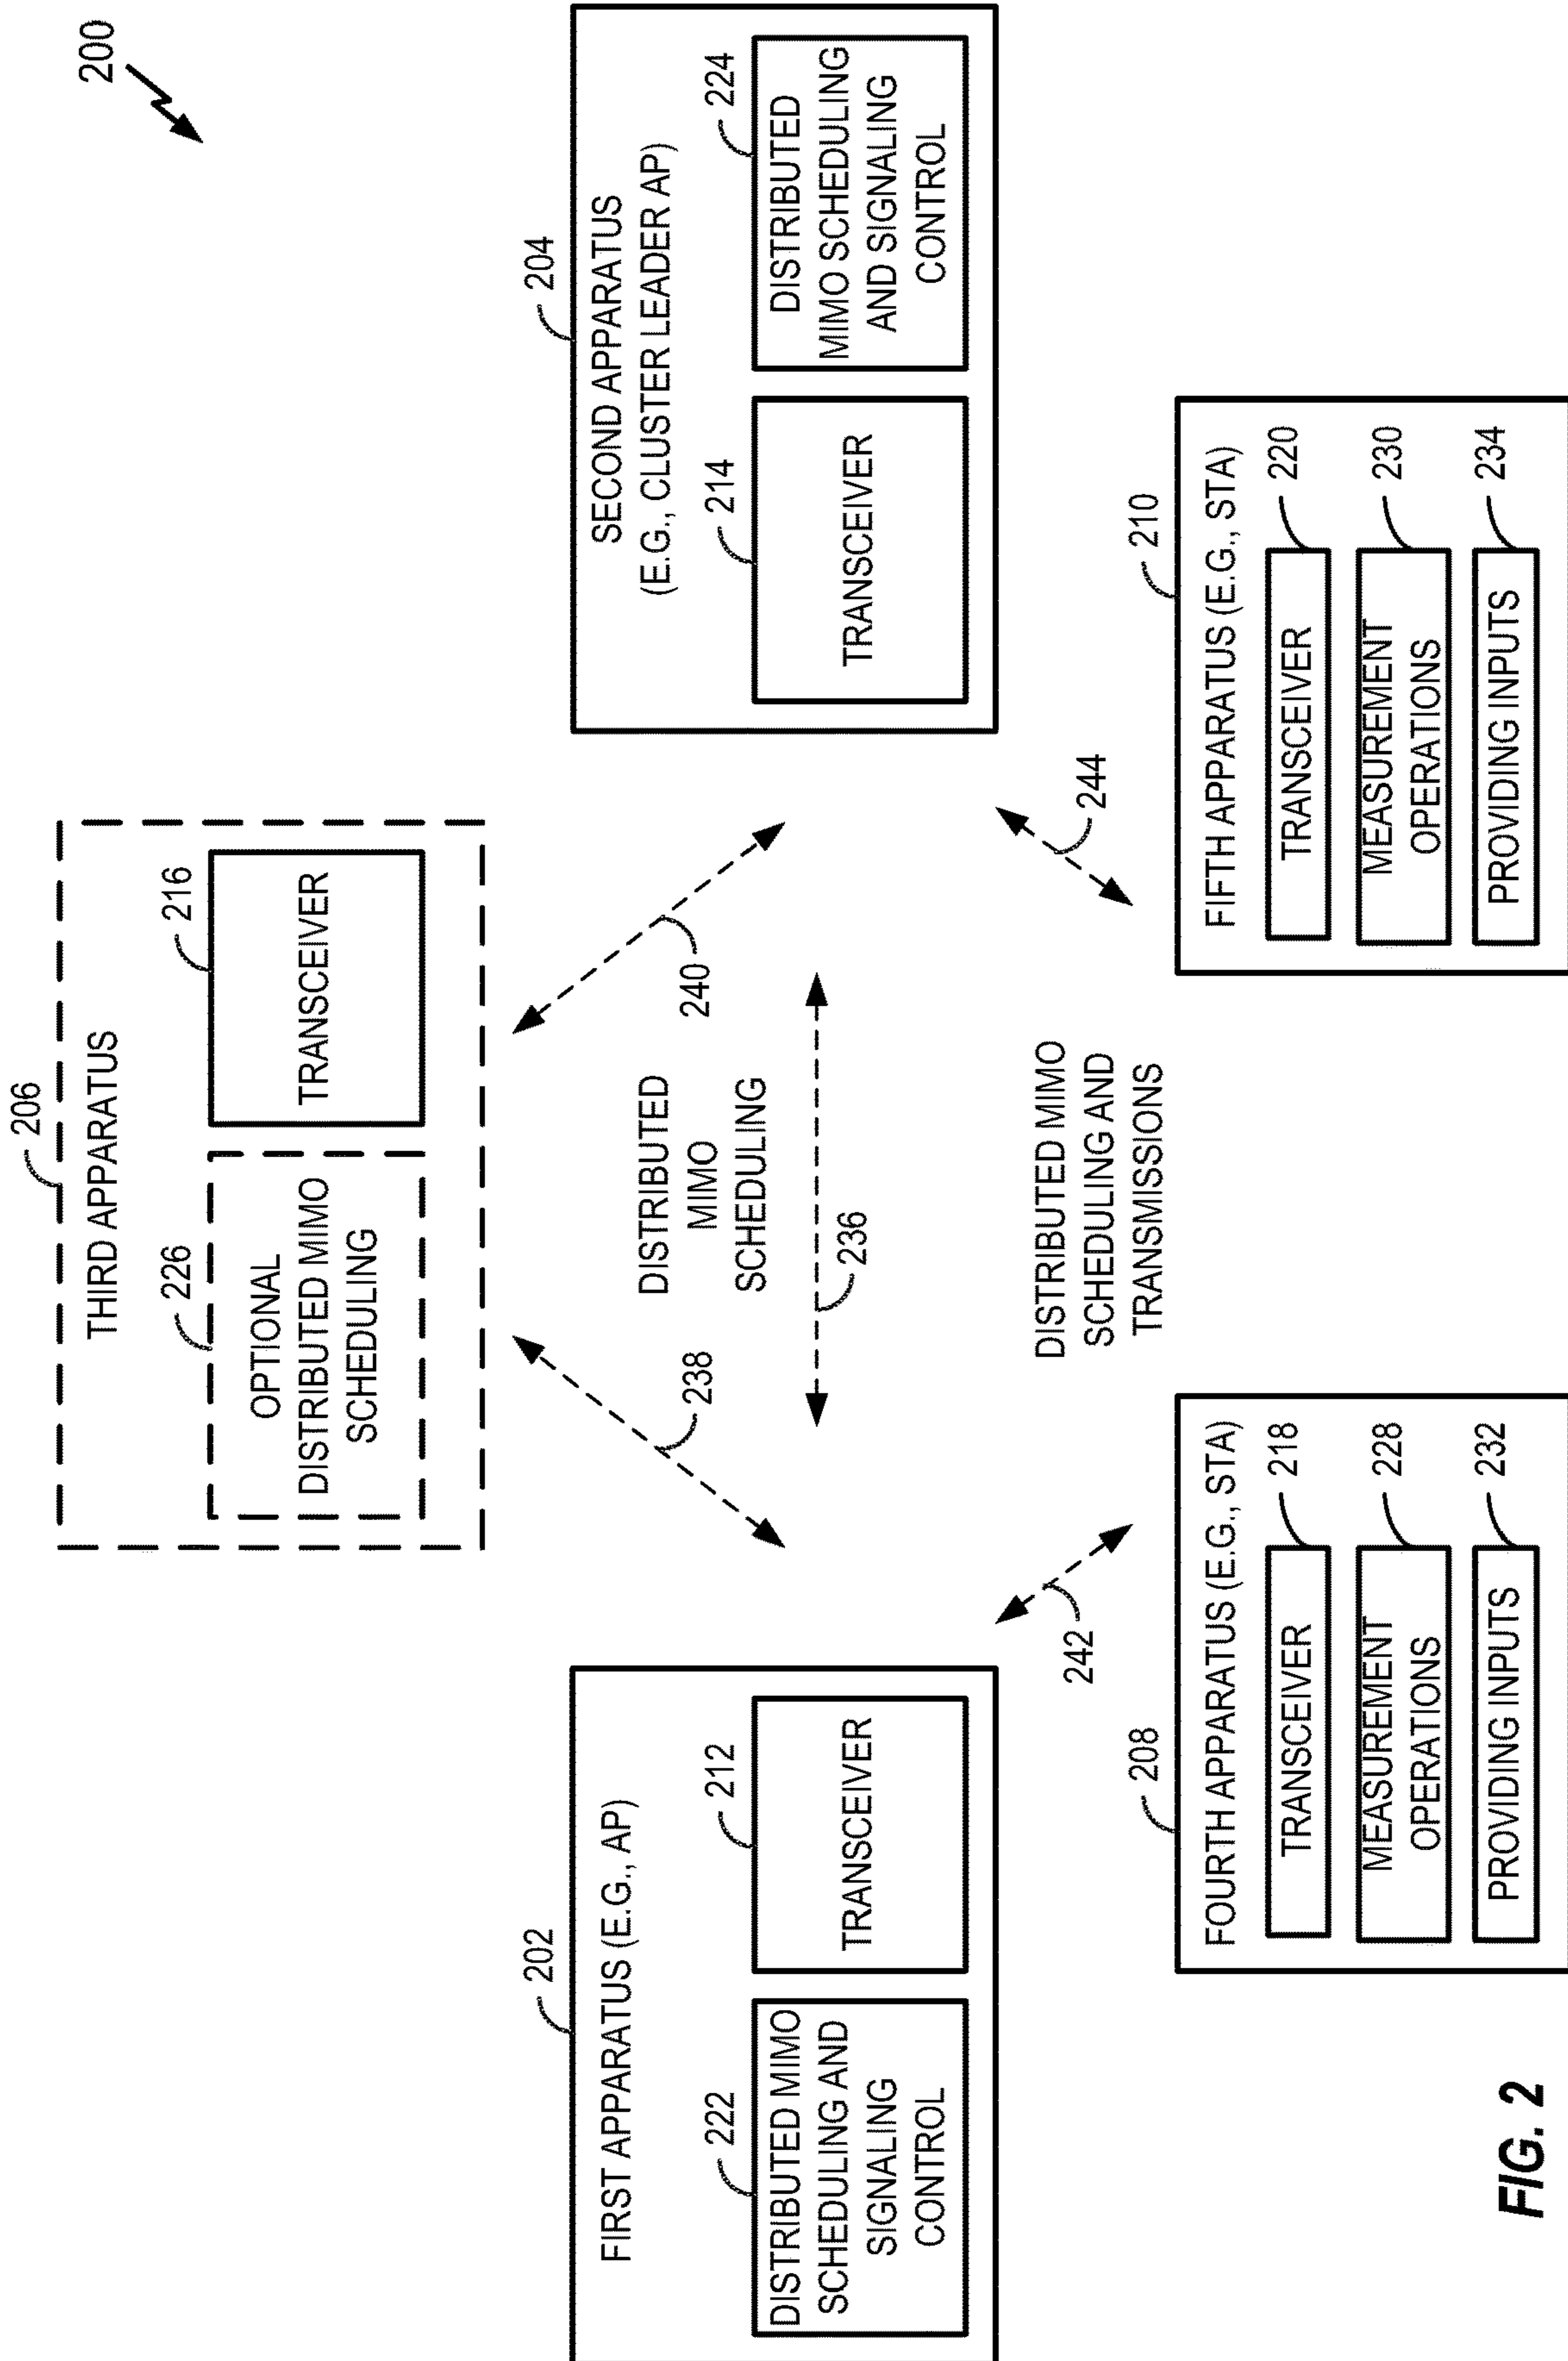 200
206
THIRD APPARATUS
226
OPTIONAL
DISTRIBUTED MIMO
SCHEDULING
216
TRANSCEIVER
202
FIRST APPARATUS (E.G., AP)
222
DISTRIBUTED MIMO
SCHEDULING AND
SIGNALING
CONTROL
212
TRANSCEIVER
204
SECOND APPARATUS
(E.G., CLUSTER LEADER AP)
214
TRANSCEIVER
224
DISTRIBUTED
MIMO SCHEDULING
AND SIGNALING
CONTROL
238
DISTRIBUTED
MIMO
SCHEDULING
240
236
242
DISTRIBUTED MIMO
SCHEDULING AND
TRANSMISSIONS
244
208
FOURTH APPARATUS (E.G., STA)
TRANSCEIVER
218
MEASUREMENT
OPERATIONS
228
PROVIDING INPUTS
232
210
FIFTH APPARATUS (E.G., STA)
TRANSCEIVER
220
MEASUREMENT
OPERATIONS
230
PROVIDING INPUTS
234
FIG. 2